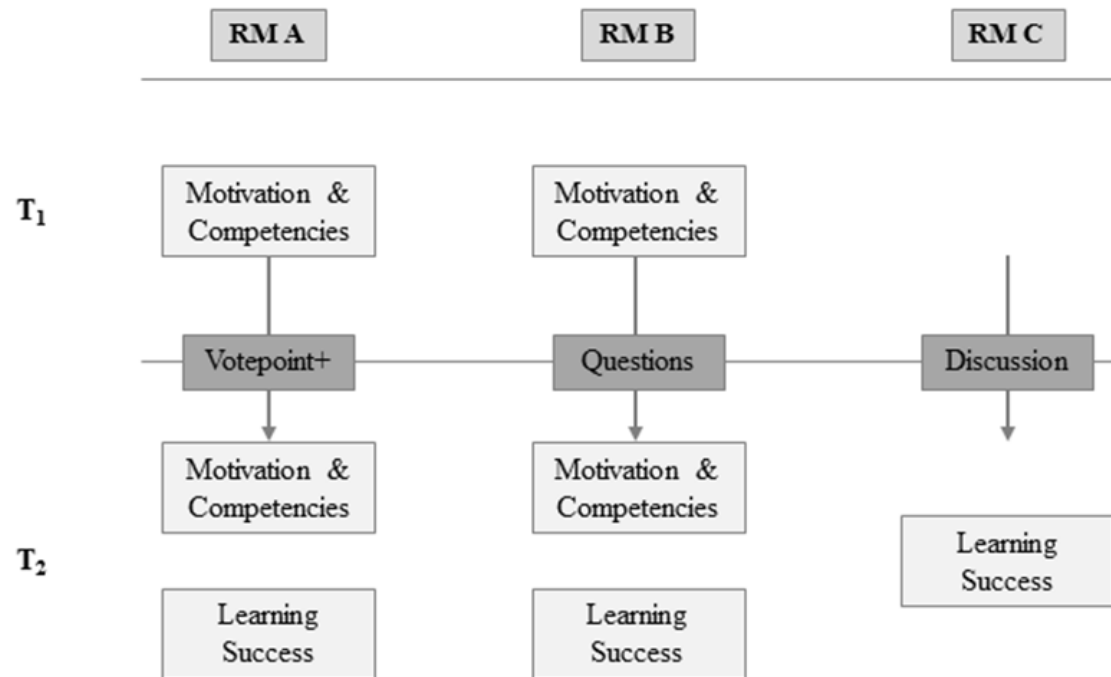 RM A
RM B
RM C
T1
Motivation &
Competencies
Motivation &
Competencies
Votepoint+
Questions
Discussion
T2
Motivation &
Competencies
Motivation &
Competencies
Learning
Success
Learning
Success
Learning
Success